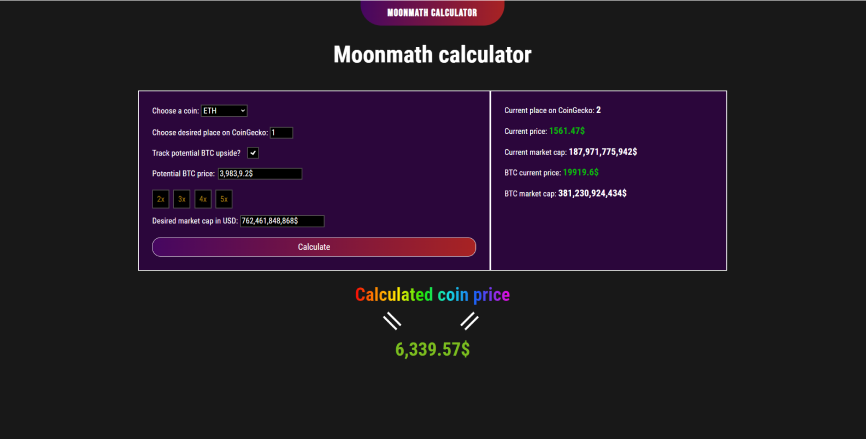 MOONMATH CALCULATOR
Moonmath calculator
Choose a coin: ETH
Choose desired place on CoinGecko: 1
Track potential BTC upside?
Potential BTC price: 3,983,9.2$
2x 3x 4x 5x
Desired market cap in USD: 762,461,848,868$
Calculate
Current place on CoinGecko: 2
Current price: 1561.47$
Current market cap: 187,971,775,942$
BTC current price: 19919.6$
BTC market cap: 381,230,924,434$
Calculated coin price
6,339.57$